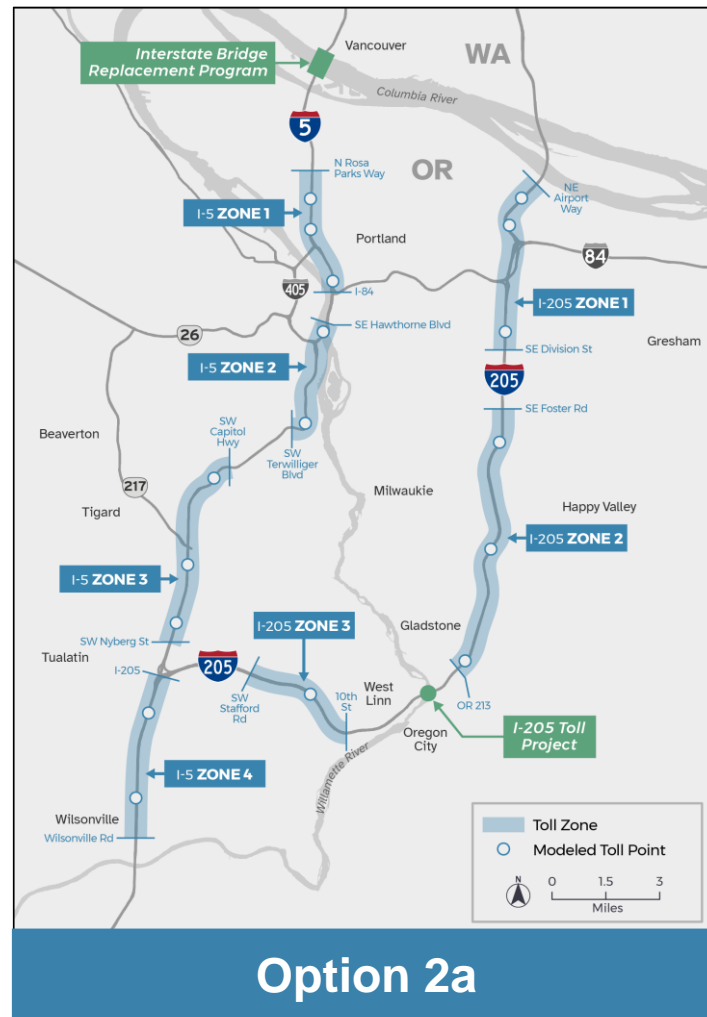 Vancouver
WA
Interstate Bridge
Replacement Program
Columbia River
5
N Rosa
Parks Way
OR
NE
Airport
Way
I-5 ZONE 1
Portland
84
405
I-84
I-205 ZONE 1
SE Hawthorne Blvd
26
SE Division St
Gresham
I-5 ZONE 2
205
SW
Capitol
Hwy
SE Foster Rd
Beaverton
SW
Terwilliger
Blvd
217
Milwaukie
Tigard
Happy Valley
I-205 ZONE 2
I-5 ZONE 3
I-205 ZONE 3
Gladstone
SW Nyberg St
Tualatin
I-205
205
SW
Stafford
Rd
10th
St
West
Linn
OR 213
Oregon
City
I-205 Toll
Project
Willamette River
I-5 ZONE 4
Wilsonville
Wilsonville Rd
Toll Zone
Modeled Toll Point
N
0 1.5 3
Miles
Option 2a